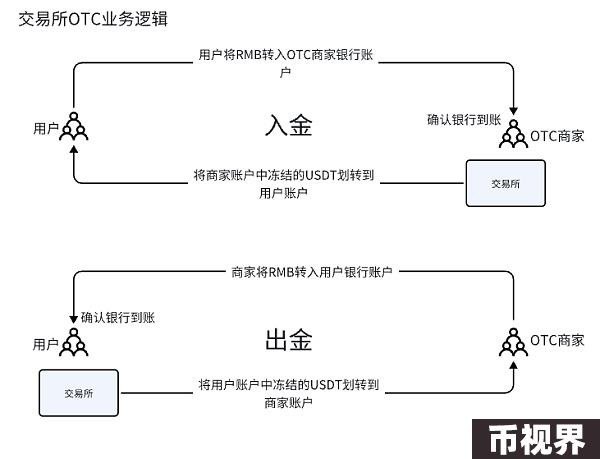 交易所OTC业务逻辑
用户将RMB转入OTC商家银行账
户
用户
入金
确认银行到账
OTC商家
将商家账户中冻结的USDT划转到
用户账户
交易所
商家将RMB转入用户银行账户
确认银行到账
用户
出金
OTC商家
交易所
将用户账户中冻结的USDT划转到
商家账户
币视界